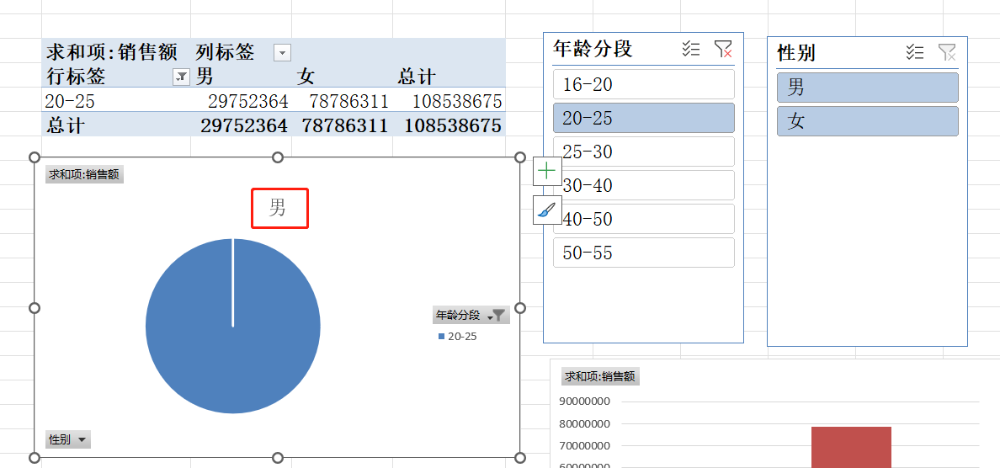 求和项:销售额 列标签
行标签 男 女 总计
20-25 29752364 78786311 108538675
总计 29752364 78786311 108538675
年龄分段
16-20
20-25
25-30
30-40
40-50
50-55
性别
男
女
求和项:销售额
男
年龄分段
20-25
性别
求和项:销售额
90000000
80000000
70000000
60000000